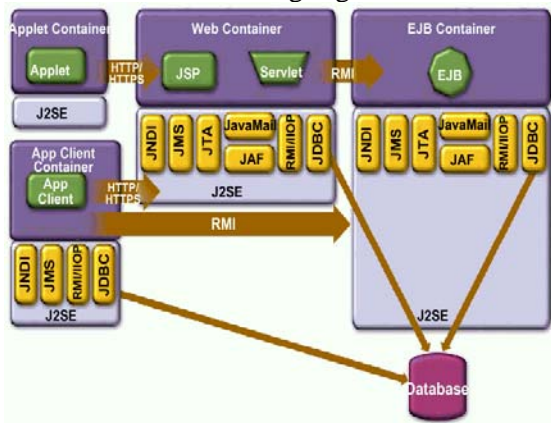 Applet Container
Applet
J2SE
HTTP/
HTTPS
Web Container
JSP
Servlet
RMI
EJB Container
EJB
JNDI
JMS
JTA
JavaMail
JAF
RMI/IIOP
JDBC
J2SE
JNDI
JMS
JTA
JavaMail
JAF
RMI/IIOP
JDBC
J2SE
App Client
Container
App
Client
HTTP/
HTTPS
RMI
JNDI
JMS
RMI/IIOP
JDBC
J2SE
Database